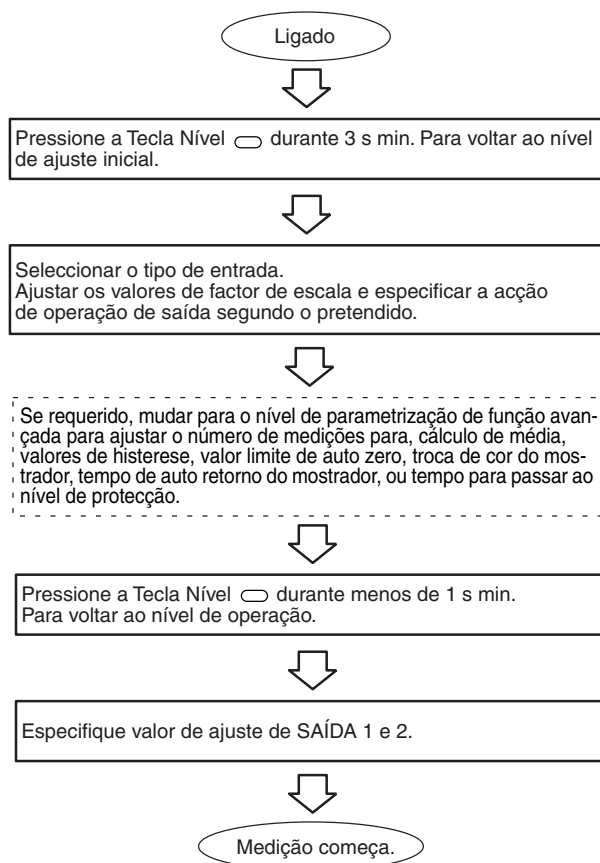 Ligado
Pressione a Tecla Nível durante 3 s min. Para voltar ao nível
de ajuste inicial.
Seleccionar o tipo de entrada.
Ajustar os valores de factor de escala e especificar a acção
de operação de saída segundo o pretendido.
Se requerido, mudar para o nível de parametrização de função avan-
çada para ajustar o número de medições para, cálculo de média,
valores de histerese, valor limite de auto zero, troca de cor do mos-
trador, tempo de auto retorno do mostrador, ou tempo para passar ao
nível de protecção.
Pressione a Tecla Nível durante menos de 1 s min.
Para voltar ao nível de operação.
Especifique valor de ajuste de SAÍDA 1 e 2.
Medição começa.